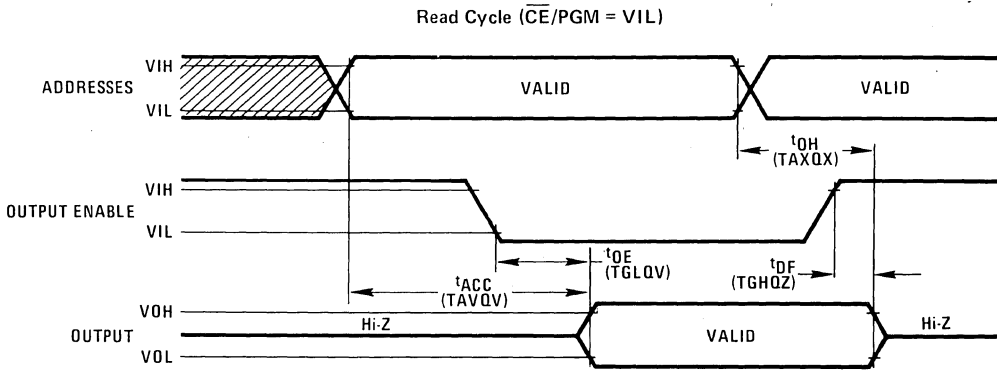 Read Cycle (CE/PGM = VIL)
VIH
ADDRESSES
VALID
VALID
VIL
tOH
(TAXQX)
VIH
OUTPUT ENABLE
VIL
tOE
(TGLQV)
tDF
(TGHQZ)
tACC
(TAVQV)
VOH
Hi-Z
Hi-Z
OUTPUT
VALID
VOL